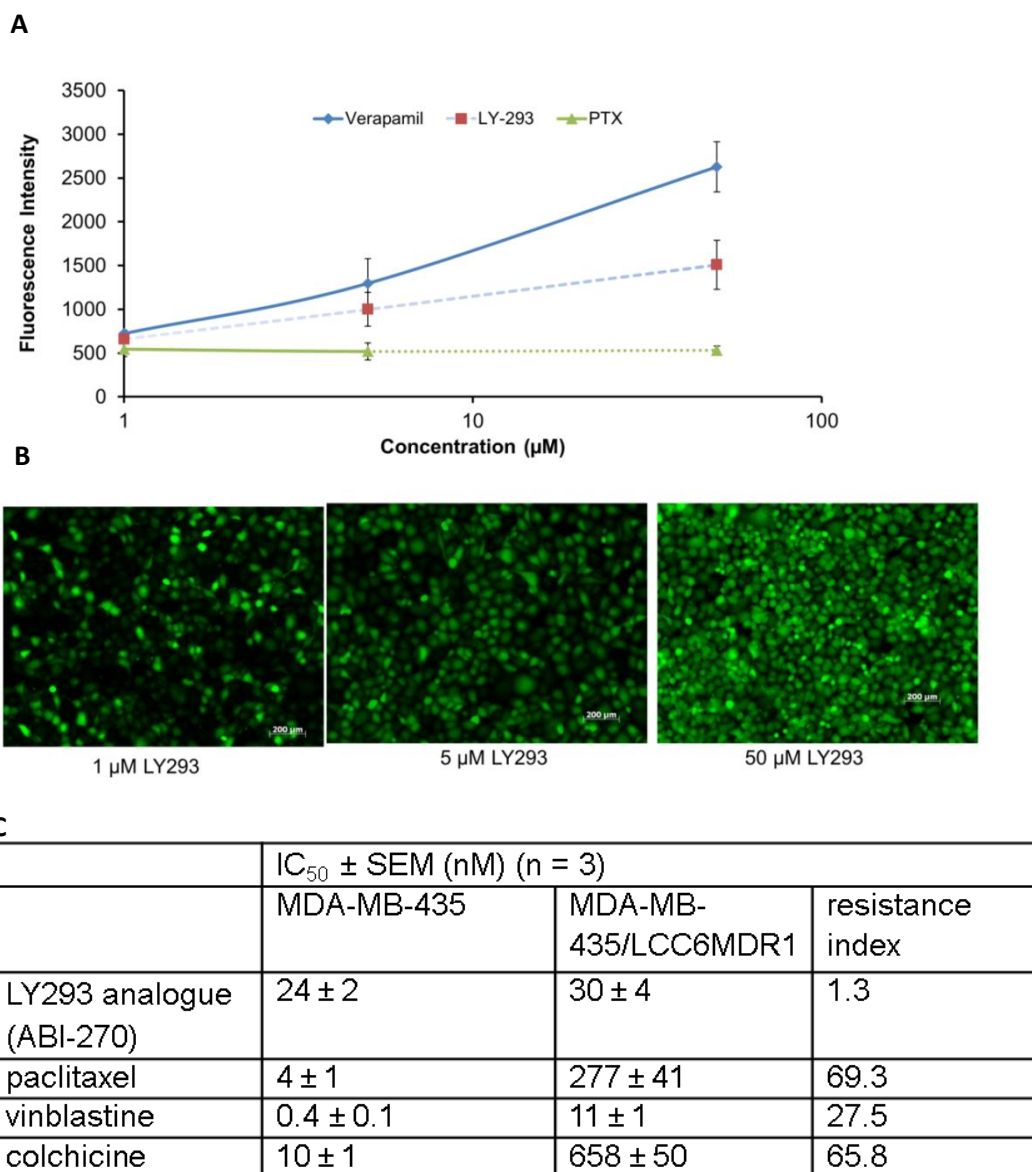 A
3500
3000
2500
2000
1500
1000
500
0
Fluorescence Intensity
Verapamil LY-293 PTX
1 10 100
Concentration (µM)
B
200 µm
200 µm
200 µm
1 µM LY293
5 µM LY293
50 µM LY293
C
IC50 ± SEM (nM) (n = 3)
MDA-MB-435
MDA-MB-
435/LCC6MDR1
resistance
index
LY293 analogue
(ABI-270)
24 ± 2
30 ± 4
1.3
paclitaxel 4 ± 1 277 ± 41 69.3
vinblastine 0.4 ± 0.1 11 ± 1 27.5
colchicine 10 ± 1 658 ± 50 65.8